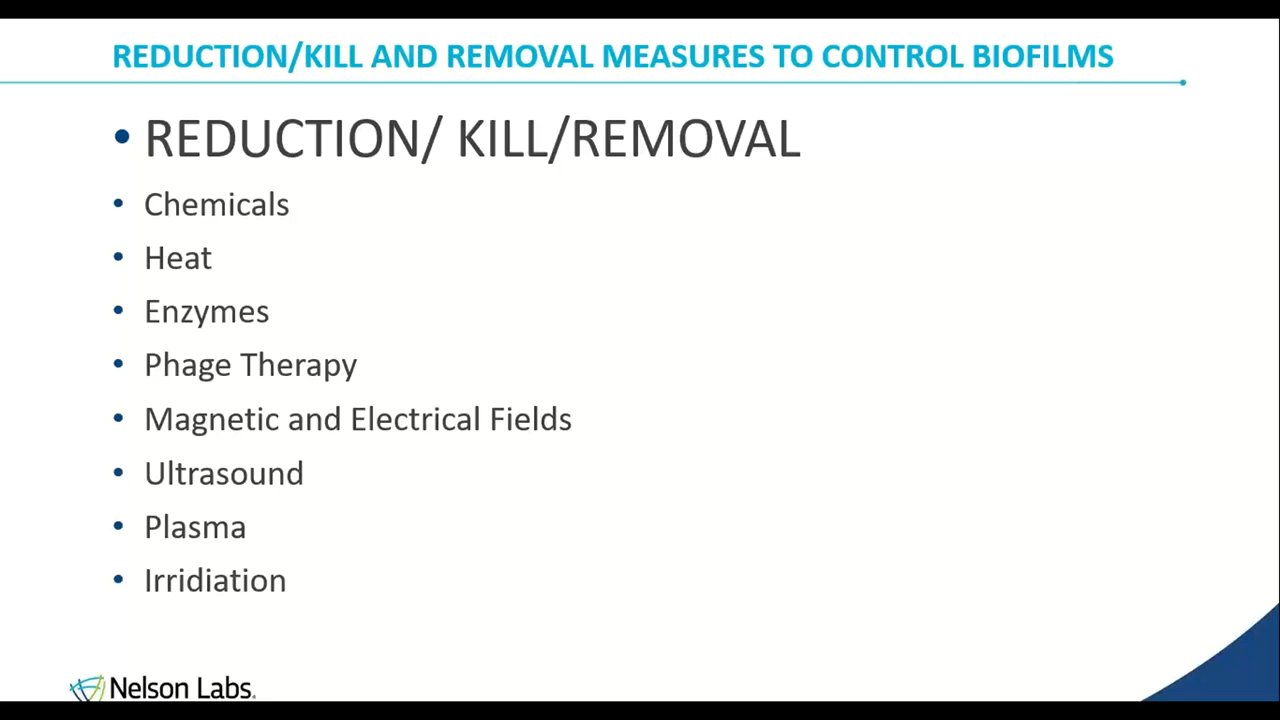 REDUCTION/KILL AND REMOVAL MEASURES TO CONTROL BIOFILMS
• REDUCTION/ KILL/REMOVAL
• Chemicals
• Heat
• Enzymes
• Phage Therapy
• Magnetic and Electrical Fields
• Ultrasound
• Plasma
• Irridiation
Nelson Labs.